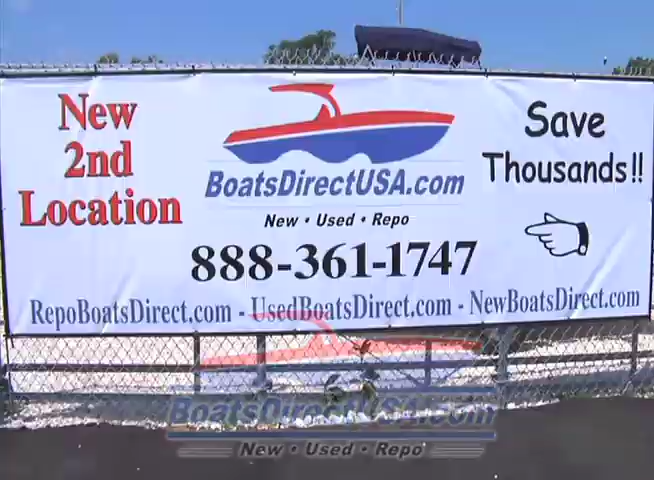 New
2nd
Location
BoatsDirectUSA.com
New • Used • Repo
888-361-1747
Save
Thousands!!
RepoBoatsDirect.com - UsedBoatsDirect.com - NewBoatsDirect.com
BoatsDirectUSA.com
New • Used • Repo